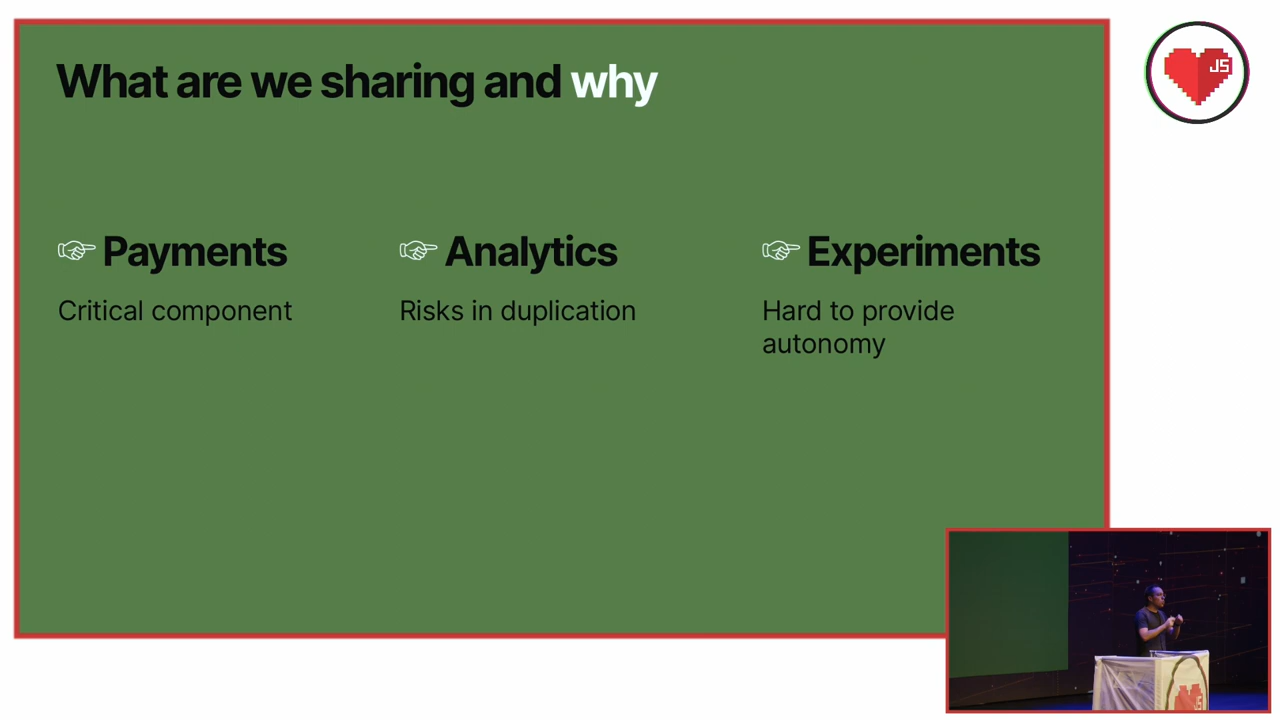 What are we sharing and why
JS
Payments
Analytics
Experiments
Critical component
Risks in duplication
Hard to provide
autonomy
JS